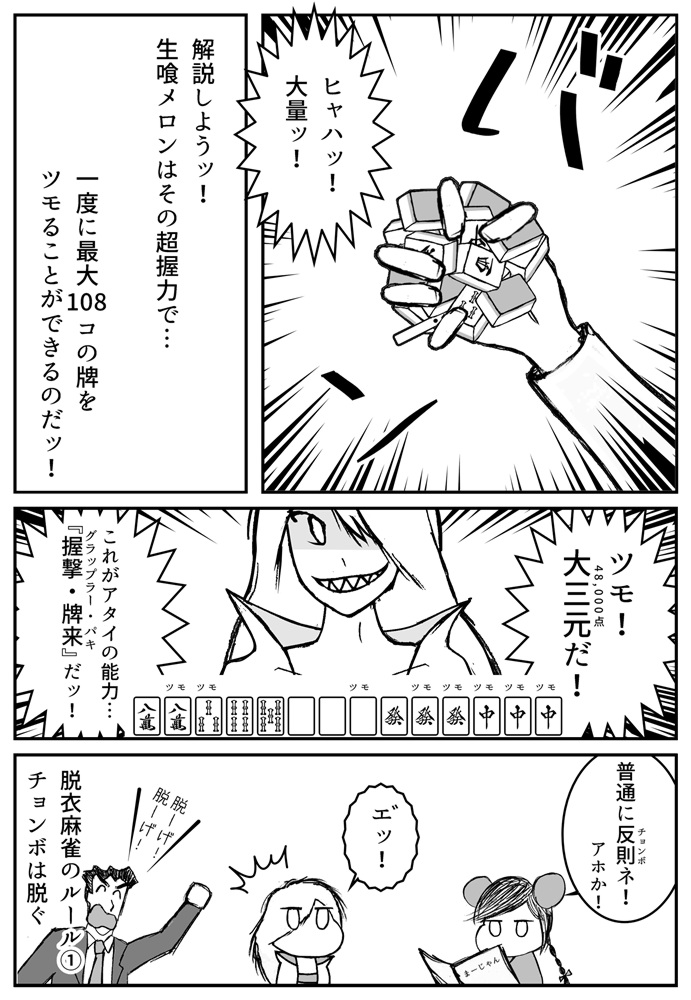 ヒャハッ!
大量ッ!
解説しようッ!
生喰メロンはその超握力で…
一度に最大108コの牌を
ツモることができるのだッ!
ツモ!
大三元だ!
48,000点
これがアタイの能力…
『握撃・牌来』だッ!
グラップラー・パキ
ツモ
ツモ
ツモ
ツモ
ツモ
ツモ
ツモ
ツモ
八萬
八萬
發
發
發
中
中
中
普通に反則ネ!
チョンボ
アホか!
エ゛ッ!
まーじゃん
脱ーげ!
脱ーげ!
脱衣麻雀のルール①
チョンボは脱ぐ